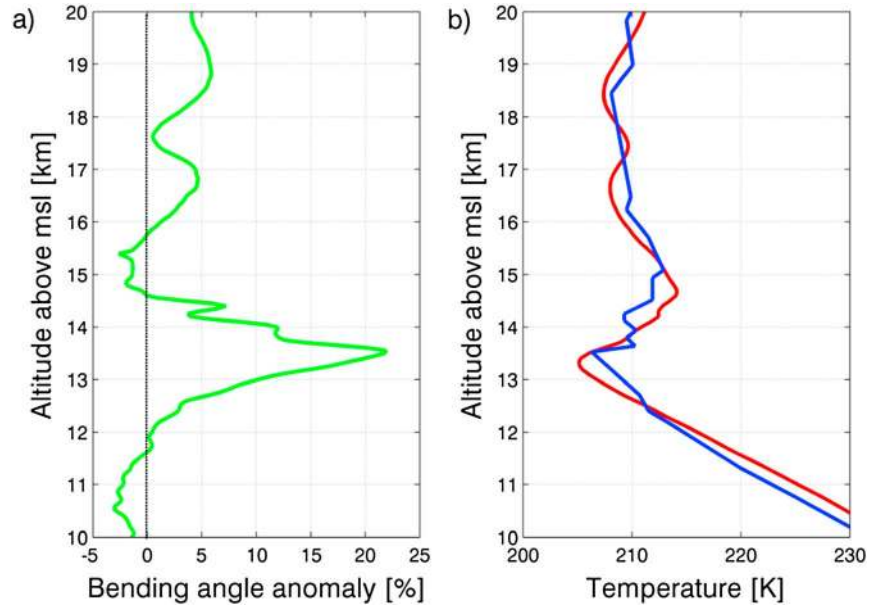 a)
20
19
18
17
16
15
14
13
12
11
10
-5 0 5 10 15 20 25
Altitude above msl [km]
Bending angle anomaly [%]
b)
20
19
18
17
16
15
14
13
12
11
10
200 210 220 230
Altitude above msl [km]
Temperature [K]